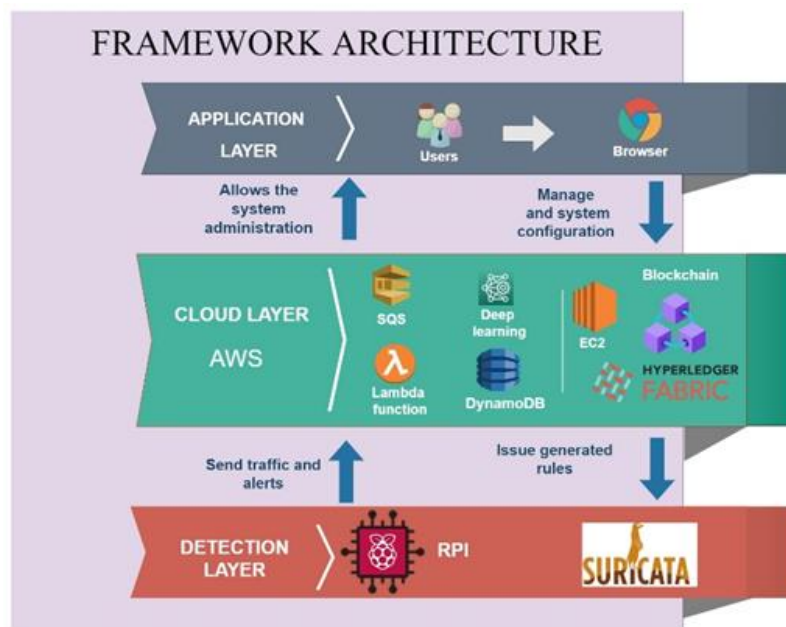 FRAMEWORK ARCHITECTURE
APPLICATION
LAYER
Users
Browser
Allows the
system
administration
Manage
and system
configuration
CLOUD LAYER
AWS
SQS
Deep
learning
Lambda
function
DynamoDB
EC2
Blockchain
HYPERLEDGER
FABRIC
Send traffic and
alerts
Issue generated
rules
DETECTION
LAYER
RPI
SURICATA